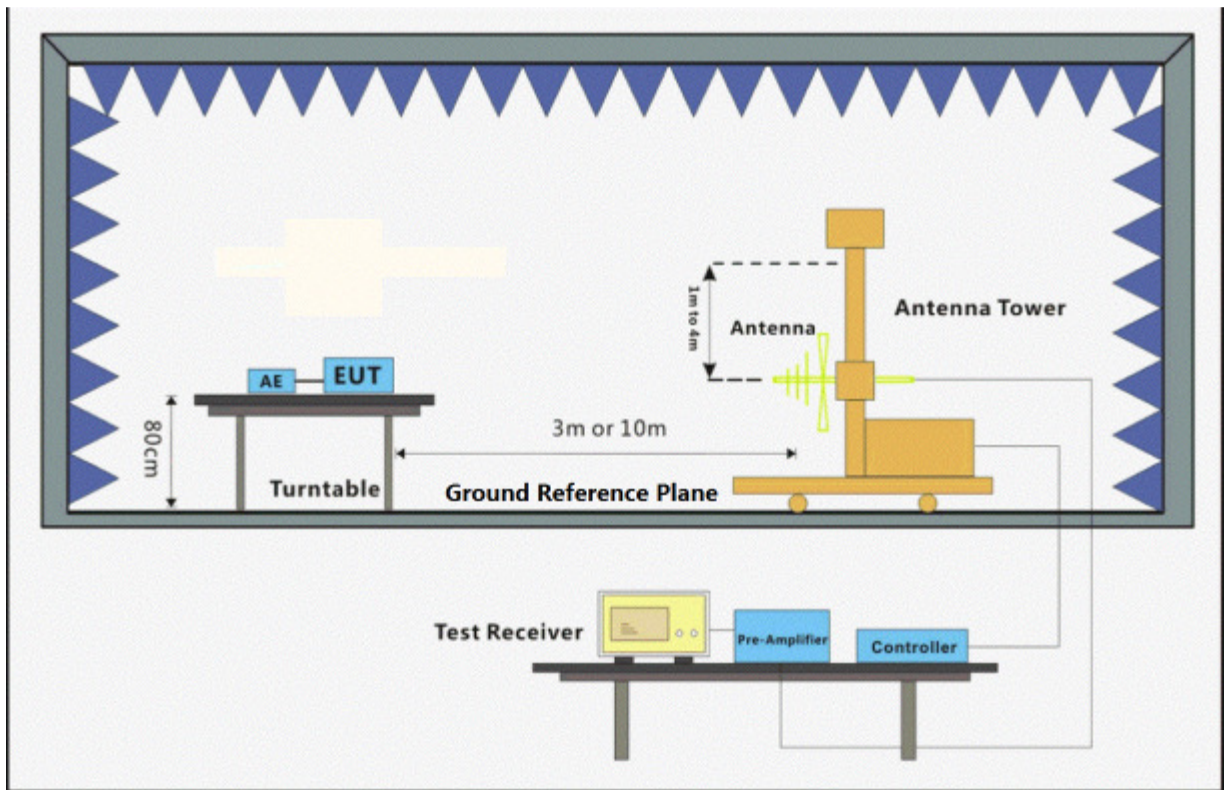 1m to 4m
Antenna Tower
Antenna
AE
EUT
80cm
3m or 10m
Turntable
Ground Reference Plane
Test Receiver
Pre-Amplifier
Controller